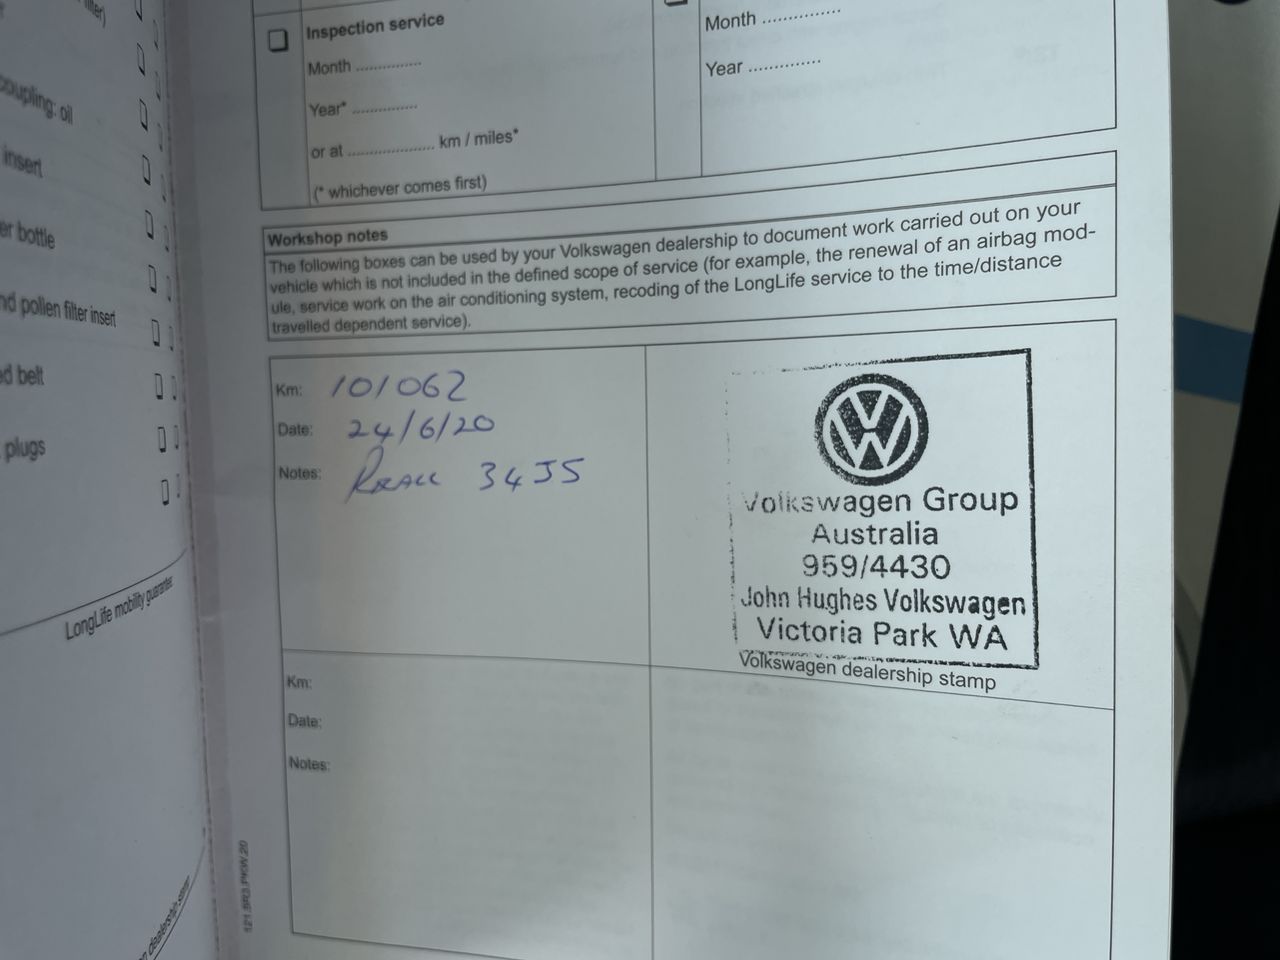 coupling: oil
insert
er bottle
nd pollen filter insert
ed belt
plugs
LongLife mobility guarantee
Inspection service
Month ..............
Year* ..............
or at ................... km / miles*
(* whichever comes first)
Month ..............
Year ..............
Workshop notes
The following boxes can be used by your Volkswagen dealership to document work carried out on your
vehicle which is not included in the defined scope of service (for example, the renewal of an airbag mod-
ule, service work on the air conditioning system, recoding of the LongLife service to the time/distance
travelled dependent service).
Km: 101062
Date: 24/6/20
Notes: Recall 34J5
Volkswagen Group
Australia
959/4430
John Hughes Volkswagen
Victoria Park WA
Volkswagen dealership stamp
Km:
Date:
Notes: